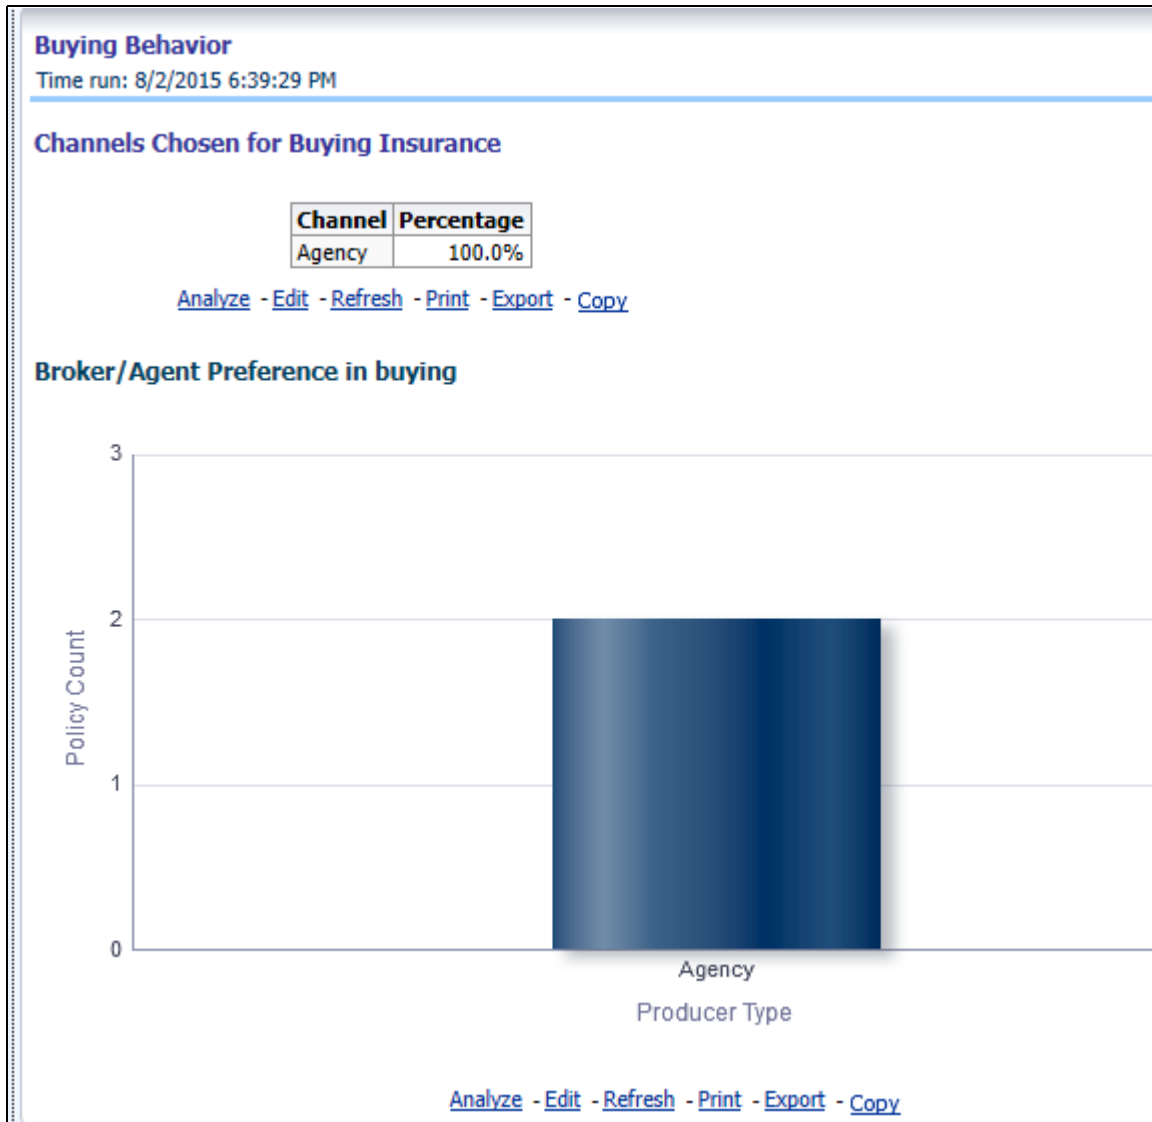 Buying Behavior
Time run: 8/2/2015 6:39:29 PM
Channels Chosen for Buying Insurance
Channel Percentage
Agency 100.0%
Analyze - Edit - Refresh - Print - Export - Copy
Broker/Agent Preference in buying
3
2
1
0
Policy Count
Agency
Producer Type
Analyze - Edit - Refresh - Print - Export - Copy